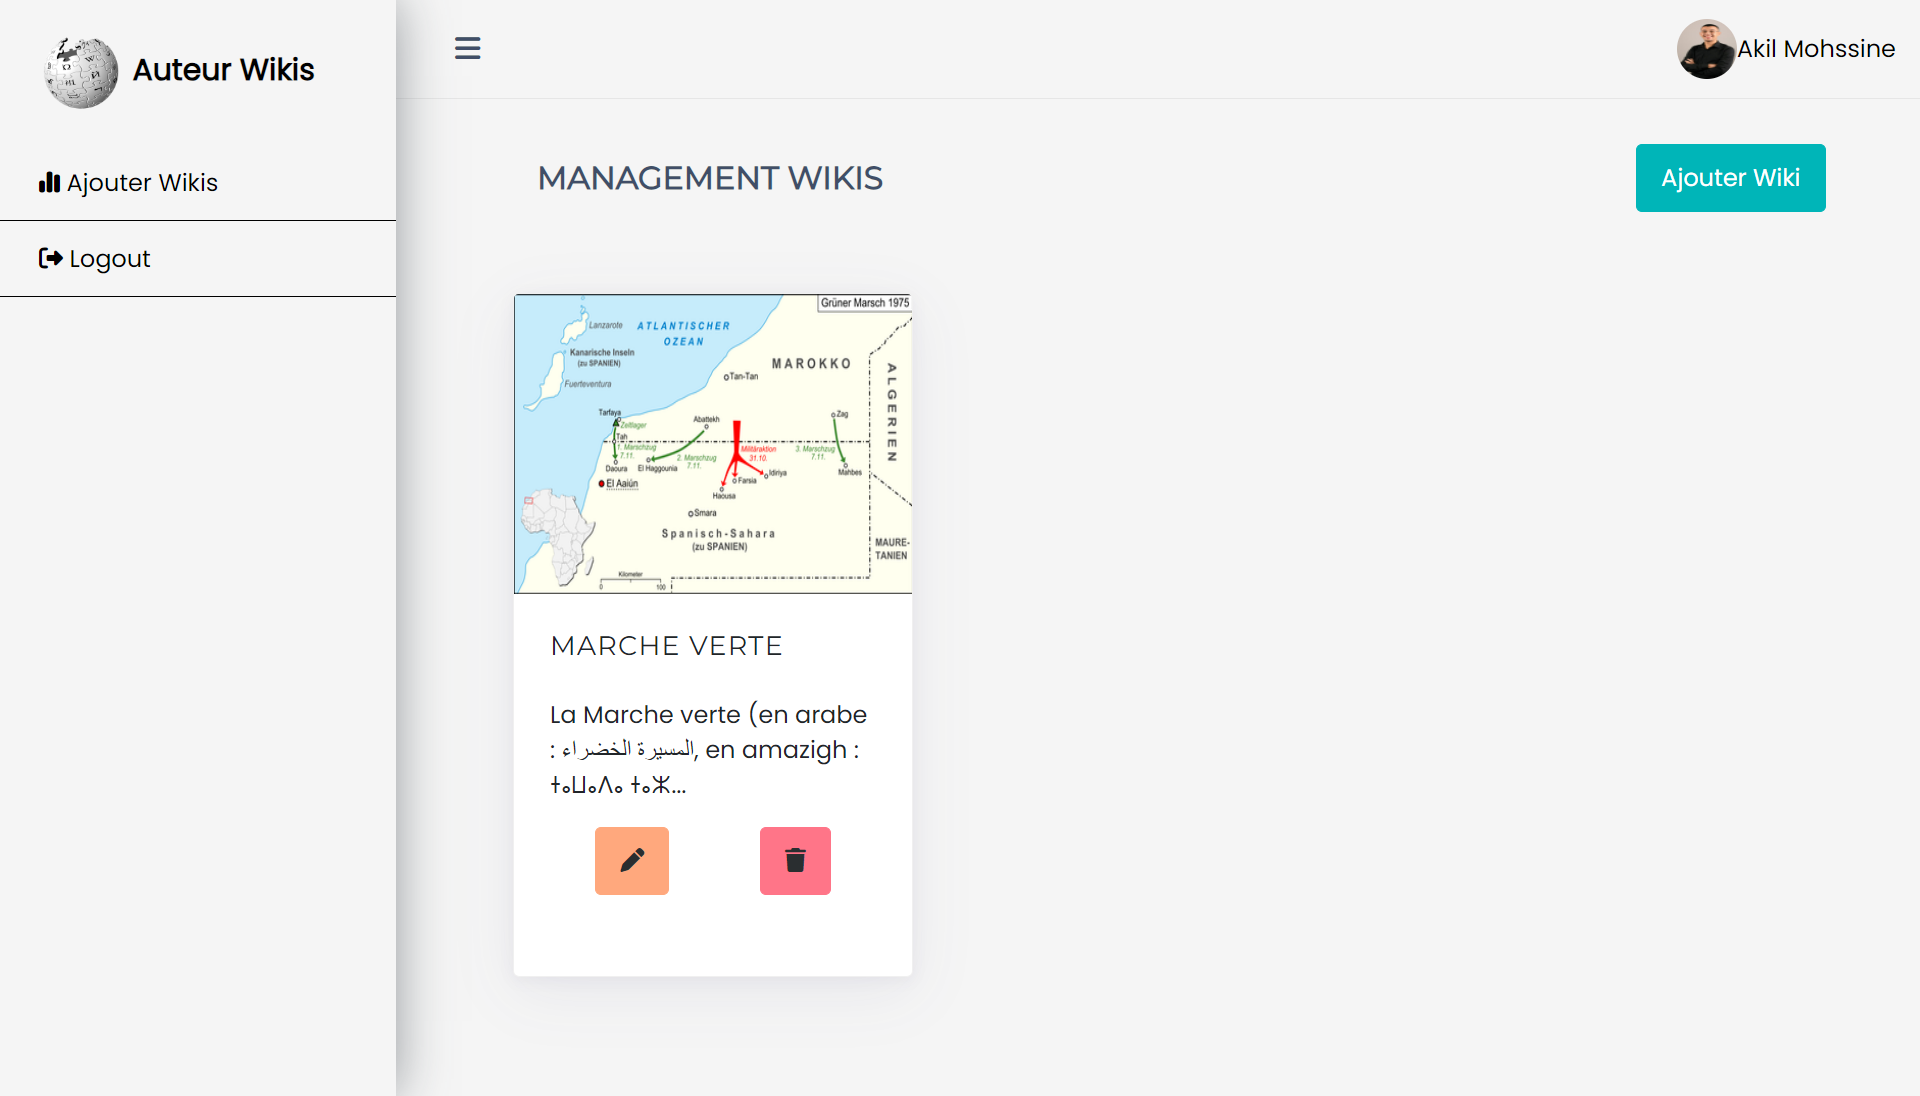 Auteur Wikis
Ajouter Wikis
Logout
Akil Mohssine
MANAGEMENT WIKIS
Ajouter Wiki
Grüner Marsch 1975
Lanzarote
ATLANTISCHER
OZEAN
Kanarische Inseln
(zu SPANIEN)
Fuerteventura
MAROKKO
Tan-Tan
ALGERIEN
Tarfaya
Zeltlager
Abattekh
Zag
Tah
1. Marschzug
7.11.
2. Marschzug
7.11.
Militäraktion
31.10.
3. Marschzug
7.11.
Daoura
El Haggounia
Idiriya
Mahbes
Farsia
El Aaiún
Haousa
Smara
Spanisch-Sahara
(zu SPANIEN)
MAURE-
TANIEN
Kilometer
0 100
MARCHE VERTE
La Marche verte (en arabe
: المسيرة الخضراء, en amazigh :
ⵜⴰⵡⴰⴷⴰ ⵜⴰⵣ...